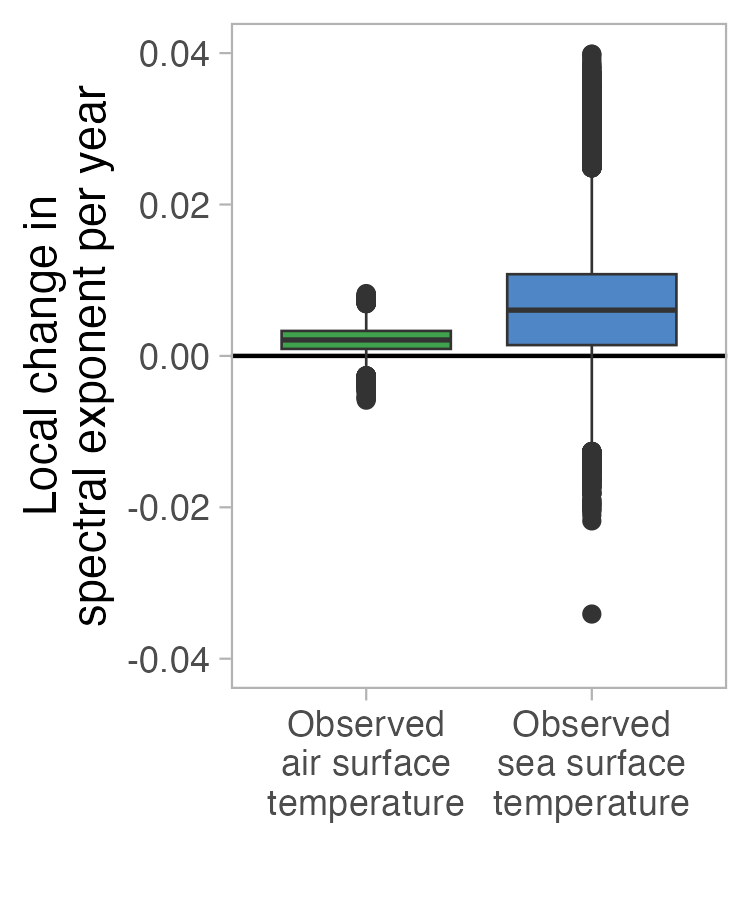 Local change in
spectral exponent per year
0.04
0.02
0.00
-0.02
-0.04
Observed
air surface
temperature
Observed
sea surface
temperature